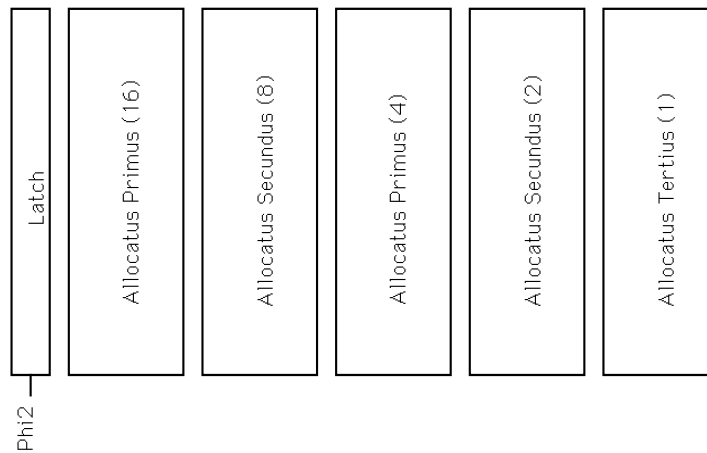 Latch
Allocatus Primus (16)
Allocatus Secundus (8)
Allocatus Primus (4)
Allocatus Secundus (2)
Allocatus Tertius (1)
Phi2